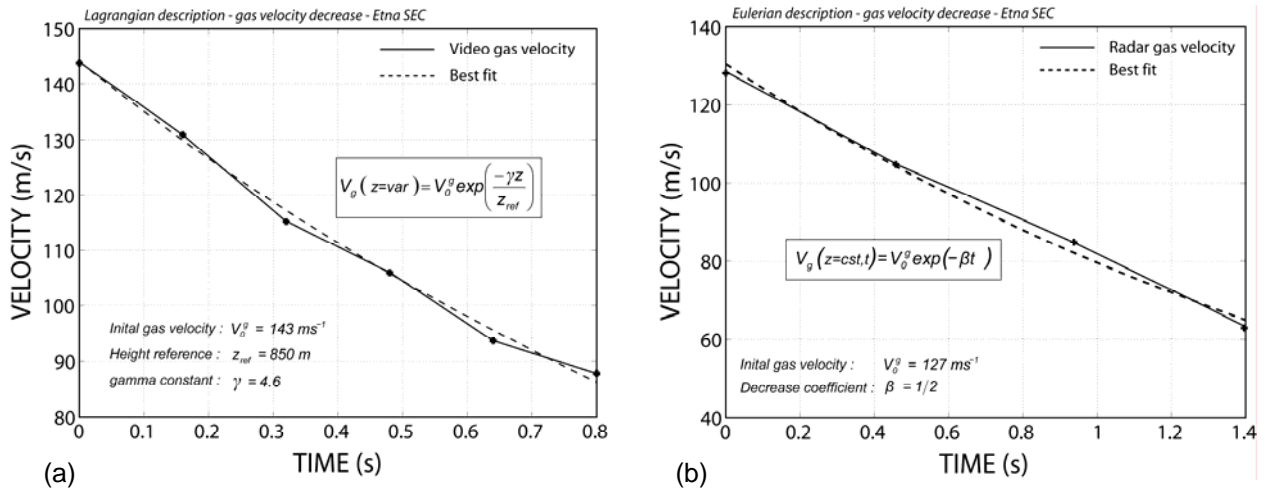 Lagrangian description - gas velocity decrease - Etna SEC
150
140
130
120
110
100
90
80
VELOCITY (m/s)
Video gas velocity
Best fit
V_g ( z=var ) = V_0^g exp( -γz / z_ref )
Inital gas velocity : V_0^g = 143 ms^-1
Height reference : z_ref = 850 m
gamma constant : γ = 4.6
0 0.1 0.2 0.3 0.4 0.5 0.6 0.7 0.8
TIME (s)
(a)
Eulerian description - gas velocity decrease - Etna SEC
140
120
100
80
60
40
VELOCITY (m/s)
Radar gas velocity
Best fit
V_g (z=cst,t) = V_0^g exp(-βt )
Inital gas velocity : V_0^g = 127 ms^-1
Decrease coefficient : β = 1/2
0 0.2 0.4 0.6 0.8 1 1.2 1.4
TIME (s)
(b)